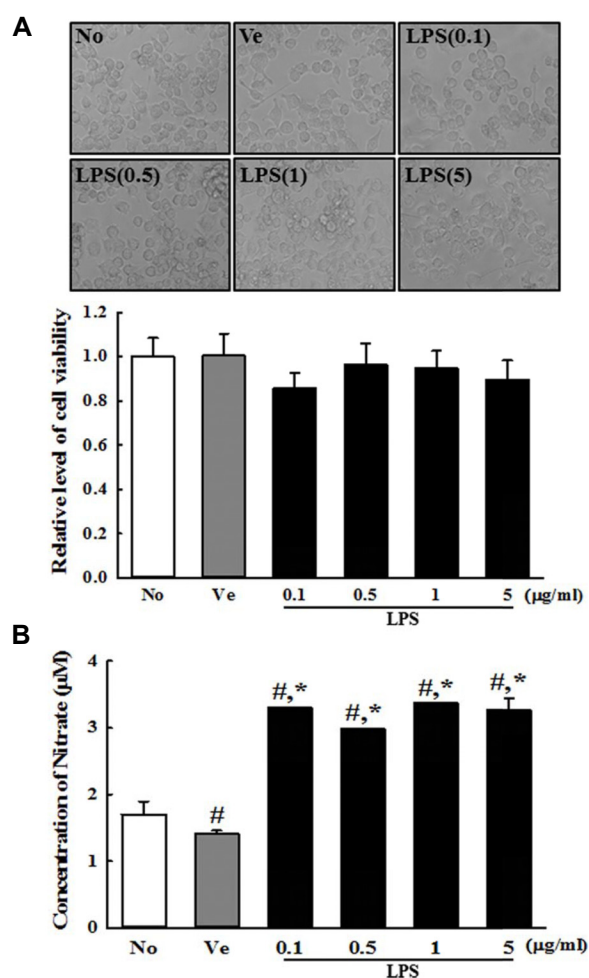 A
No Ve LPS(0.1)
LPS(0.5) LPS(1) LPS(5)
Relative level of cell viability
1.2
1.0
0.8
0.6
0.4
0.2
0.0
No Ve 0.1 0.5 1 5 (µg/ml)
LPS
B
Concentration of Nitrate (µM)
4
3
2
1
0
# #,* #,* #,* #,*
No Ve 0.1 0.5 1 5 (µg/ml)
LPS